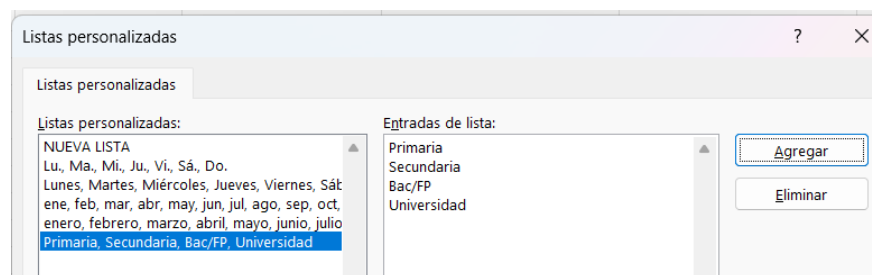 Listas personalizadas
?
Listas personalizadas
Listas personalizadas:
NUEVA LISTA
Lu., Ma., Mi., Ju., Vi., Sá., Do.
Lunes, Martes, Miércoles, Jueves, Viernes, Sáb
ene, feb, mar, abr, may, jun, jul, ago, sep, oct,
enero, febrero, marzo, abril, mayo, junio, julio
Primaria, Secundaria, Bac/FP, Universidad
Entradas de lista:
Primaria
Secundaria
Bac/FP
Universidad
Agregar
Eliminar